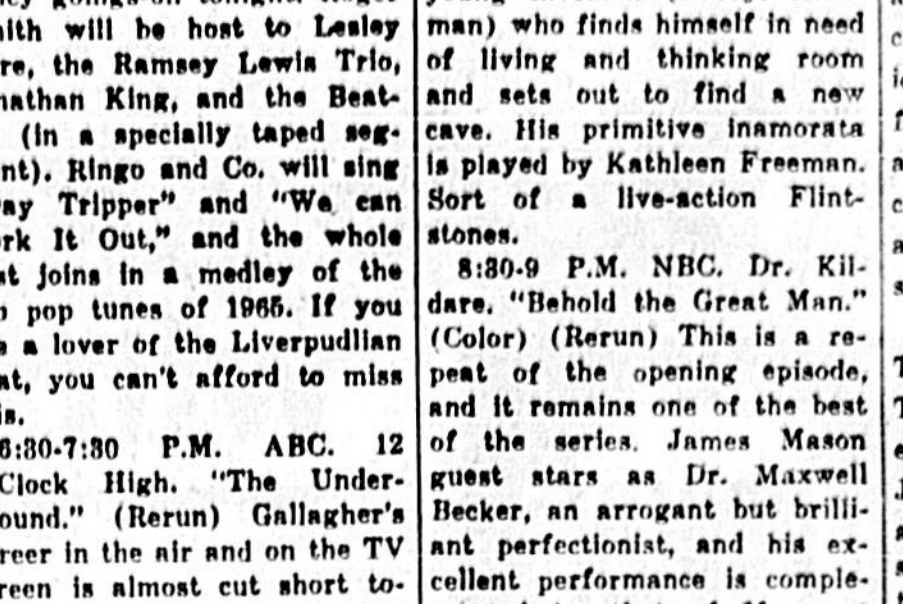 will be host to Lesley
the Ramsey Lewis Trio,
King, and the Beat-
(in a specially taped seg-
nt). Ringo and Co. will sing
ay Tripper" and "We can
rk It Out," and the whole
st joins in a medley of the
pop tunes of 1965. If you
a lover of the Liverpudlian
at, you can't afford to miss
is.
6:30-7:30 P.M. ABC. 12
Clock High. "The Under-
ound." (Rerun) Gallagher's
reer in the air and on the TV
reen is almost cut short to-
man) who finds himself in need
of living and thinking room
and sets out to find a new
cave. His primitive inamorata
is played by Kathleen Freeman.
Sort of a live-action Flint-
stones.
8:30-9 P.M. NBC. Dr. Kil-
dare. "Behold the Great Man."
(Color) (Rerun) This is a re-
peat of the opening episode,
and it remains one of the best
of the series. James Mason
guest stars as Dr. Maxwell
Becker, an arrogant but brilli-
ant perfectionist, and his ex-
cellent performance is comple-